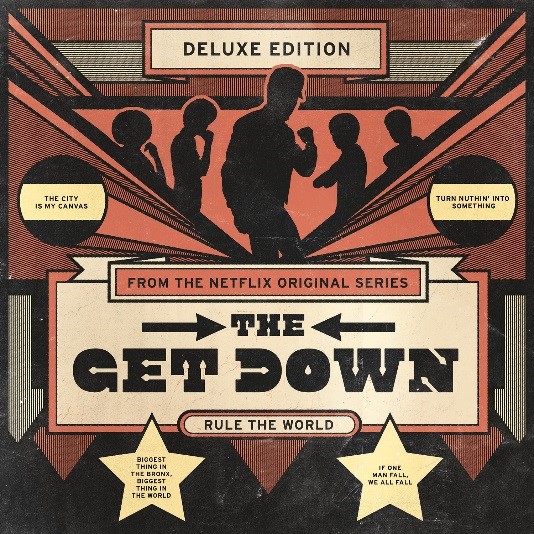 DELUXE EDITION
THE CITY
IS MY CANVAS
TURN NUTHIN' INTO
SOMETHING
FROM THE NETFLIX ORIGINAL SERIES
THE
GET DOWN
RULE THE WORLD
BIGGEST
THING IN
THE BRONX,
BIGGEST
THING IN
THE WORLD
IF ONE
MAN FALL,
WE ALL FALL